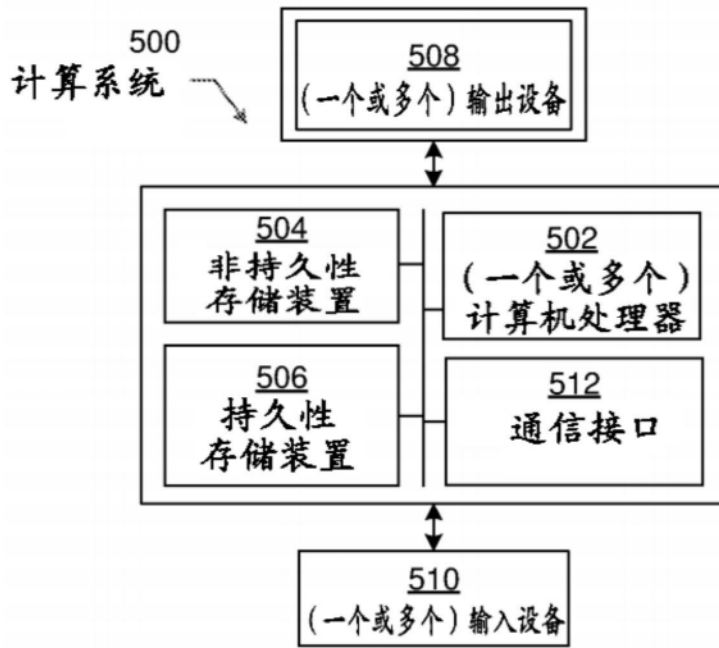 500
计算系统
508
(一个或多个)输出设备
504
非持久性
存储装置
502
(一个或多个)
计算机处理器
506
持久性
存储装置
512
通信接口
510
(一个或多个)输入设备